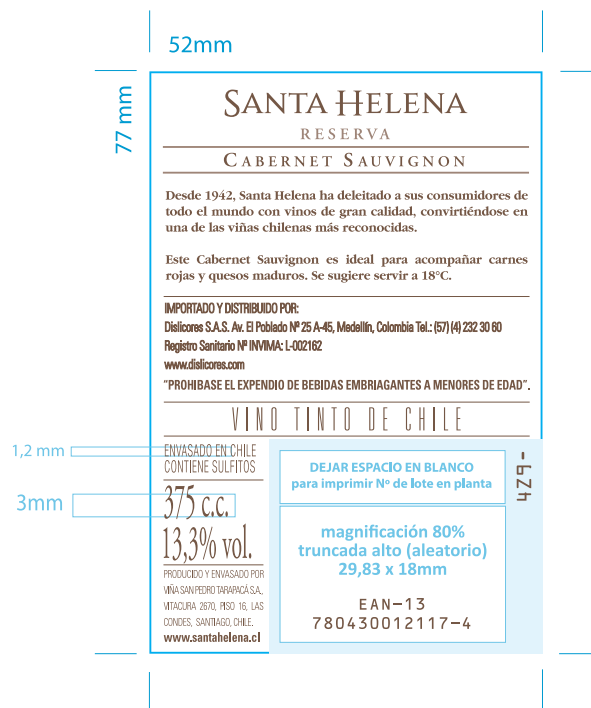 52mm
77 mm
SANTA HELENA
RESERVA
CABERNET SAUVIGNON
Desde 1942, Santa Helena ha deleitado a sus consumidores de
todo el mundo con vinos de gran calidad, convirtiéndose en
una de las viñas chilenas más reconocidas.
Este Cabernet Sauvignon es ideal para acompañar carnes
rojas y quesos maduros. Se sugiere servir a 18°C.
IMPORTADO Y DISTRIBUIDO POR:
Dislicores S.A.S. Av. El Poblado Nº 25 A-45, Medellín, Colombia Tel.: (57) (4) 232 30 60
Registro Sanitario Nº INVIMA: L-002162
www.dislicores.com
"PROHIBASE EL EXPENDIO DE BEBIDAS EMBRIAGANTES A MENORES DE EDAD".
VINO TINTO DE CHILE
1,2 mm
ENVASADO EN CHILE
CONTIENE SULFITOS
3mm
375 c.c.
13,3% vol.
PRODUCIDO Y ENVASADO POR
VIÑA SAN PEDRO TARAPACÁ S.A.,
VITACURA 2670, PISO 16, LAS
CONDES, SANTIAGO, CHILE.
www.santahelena.cl
DEJAR ESPACIO EN BLANCO
para imprimir Nº de lote en planta
magnificación 80%
truncada alto (aleatorio)
29,83 x 18mm
EAN-13
780430012117-4